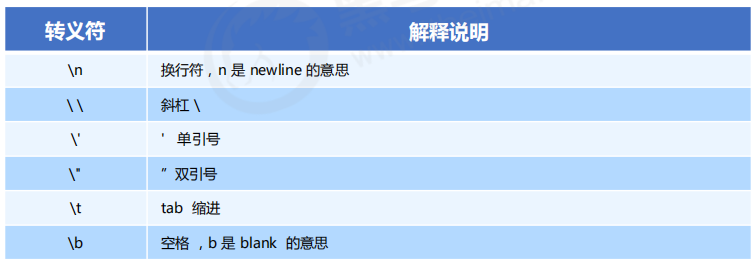 转义符 解释说明
\n 换行符，n 是 newline 的意思
\ \ 斜杠 \
\' ' 单引号
\" ”双引号
\t tab 缩进
\b 空格 ，b 是 blank 的意思